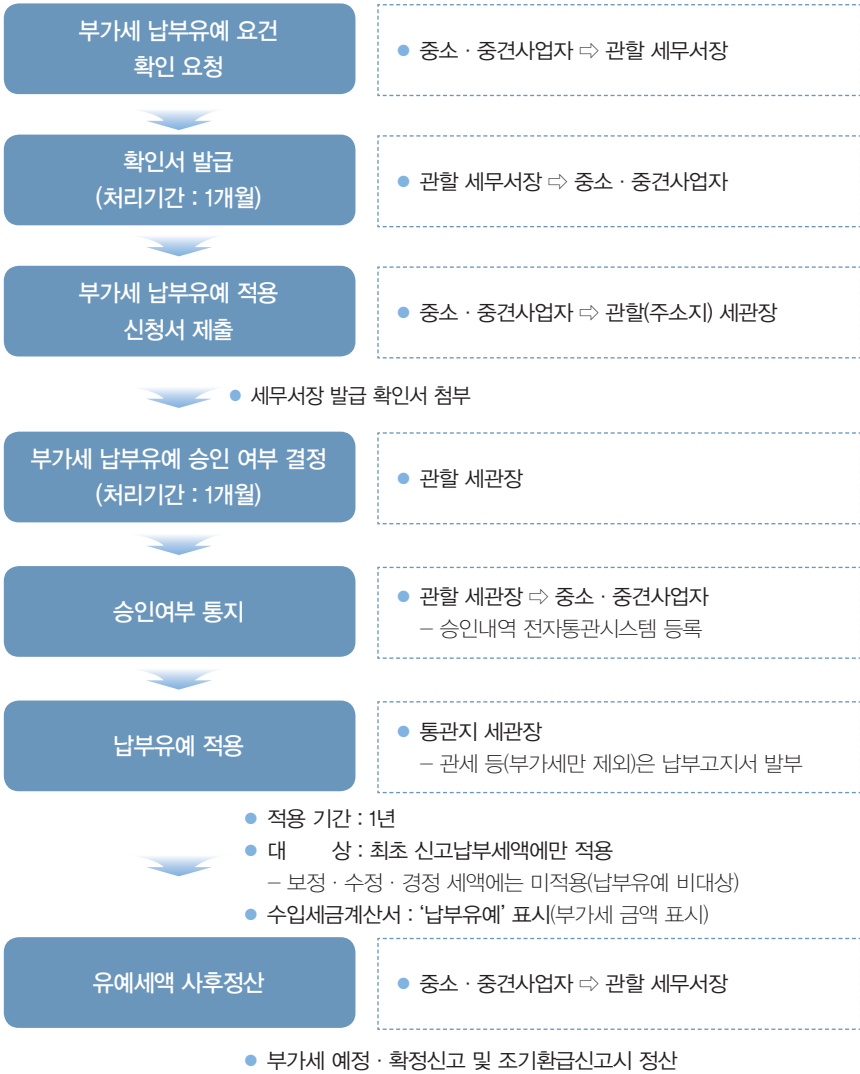 부가세 납부유예 요건
확인 요청
● 중소 · 중견사업자 ⇨ 관할 세무서장
확인서 발급
(처리기간 : 1개월)
● 관할 세무서장 ⇨ 중소 · 중견사업자
부가세 납부유예 적용
신청서 제출
● 중소 · 중견사업자 ⇨ 관할(주소지) 세관장
● 세무서장 발급 확인서 첨부
부가세 납부유예 승인 여부 결정
(처리기간 : 1개월)
● 관할 세관장
승인여부 통지
● 관할 세관장 ⇨ 중소 · 중견사업자
– 승인내역 전자통관시스템 등록
납부유예 적용
● 통관지 세관장
– 관세 등(부가세만 제외)은 납부고지서 발부
● 적용 기간 : 1년
● 대 상 : 최초 신고납부세액에만 적용
– 보정 · 수정 · 경정 세액에는 미적용(납부유예 비대상)
● 수입세금계산서 : ‘납부유예’ 표시(부가세 금액 표시)
유예세액 사후정산
● 중소 · 중견사업자 ⇨ 관할 세무서장
● 부가세 예정 · 확정신고 및 조기환급신고시 정산